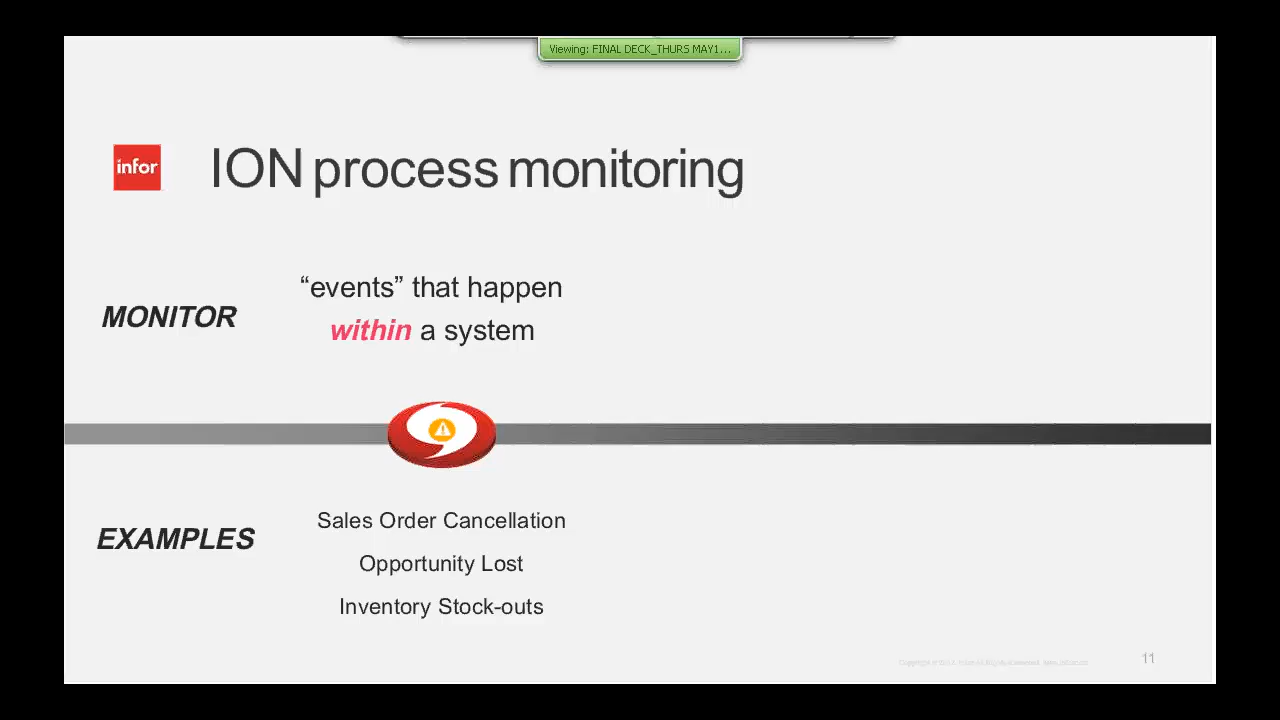 Viewing: FINAL DECK_THURS MAY1...
infor
ION process monitoring
MONITOR
“events” that happen
within a system
EXAMPLES
Sales Order Cancellation
Opportunity Lost
Inventory Stock-outs
11